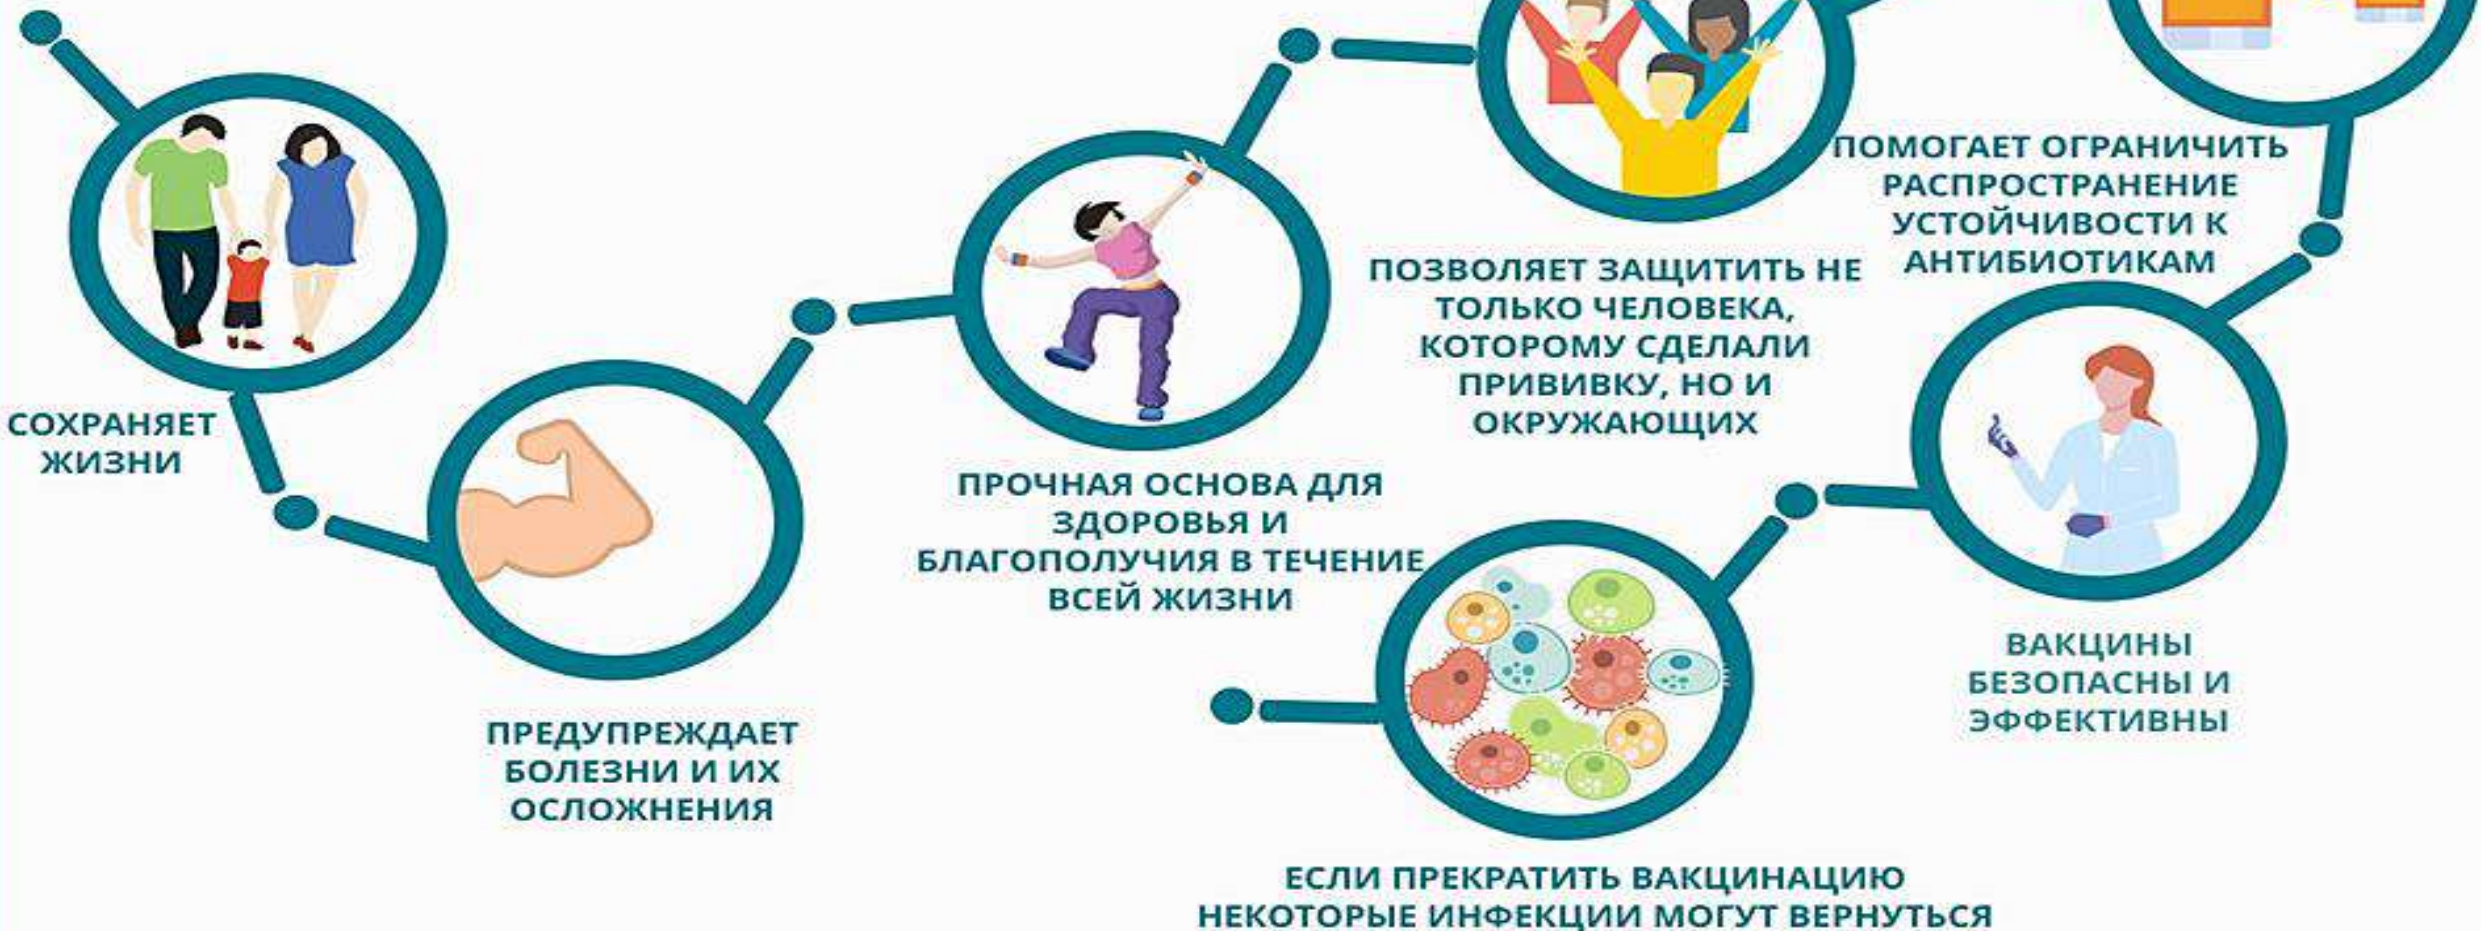 СОХРАНЯЕТ
ЖИЗНИ
ПРЕДУПРЕЖДАЕТ
БОЛЕЗНИ И ИХ
ОСЛОЖНЕНИЯ
ПРОЧНАЯ ОСНОВА ДЛЯ
ЗДОРОВЬЯ И
БЛАГОПОЛУЧИЯ В ТЕЧЕНИЕ
ВСЕЙ ЖИЗНИ
ПОЗВОЛЯЕТ ЗАЩИТИТЬ НЕ
ТОЛЬКО ЧЕЛОВЕКА,
КОТОРОМУ СДЕЛАЛИ
ПРИВИВКУ, НО И
ОКРУЖАЮЩИХ
ПОМОГАЕТ ОГРАНИЧИТЬ
РАСПРОСТРАНЕНИЕ
УСТОЙЧИВОСТИ К
АНТИБИОТИКАМ
ВАКЦИНЫ
БЕЗОПАСНЫ И
ЭФФЕКТИВНЫ
ЕСЛИ ПРЕКРАТИТЬ ВАКЦИНАЦИЮ
НЕКОТОРЫЕ ИНФЕКЦИИ МОГУТ ВЕРНУТЬСЯ